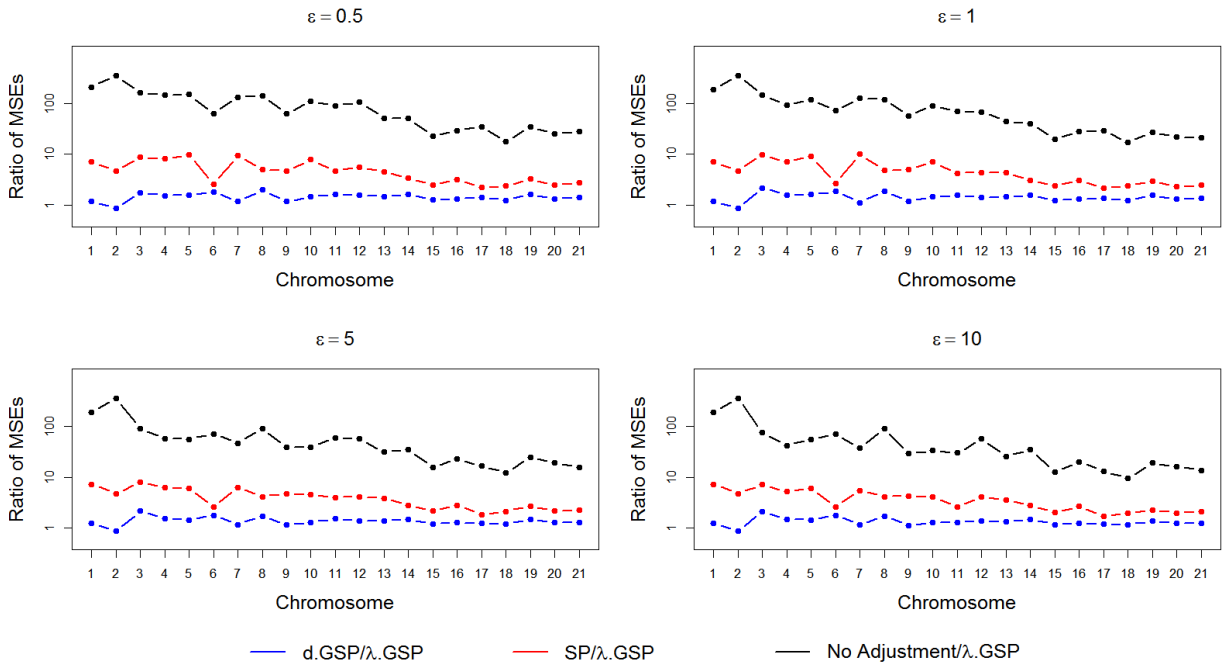 ε = 0.5
Ratio of MSEs
100
10
1
1 2 3 4 5 6 7 8 9 10 11 12 13 14 15 16 17 18 19 20 21
Chromosome
ε = 1
Ratio of MSEs
100
10
1
1 2 3 4 5 6 7 8 9 10 11 12 13 14 15 16 17 18 19 20 21
Chromosome
ε = 5
Ratio of MSEs
100
10
1
1 2 3 4 5 6 7 8 9 10 11 12 13 14 15 16 17 18 19 20 21
Chromosome
ε = 10
Ratio of MSEs
100
10
1
1 2 3 4 5 6 7 8 9 10 11 12 13 14 15 16 17 18 19 20 21
Chromosome
d.GSP/λ.GSP SP/λ.GSP No Adjustment/λ.GSP